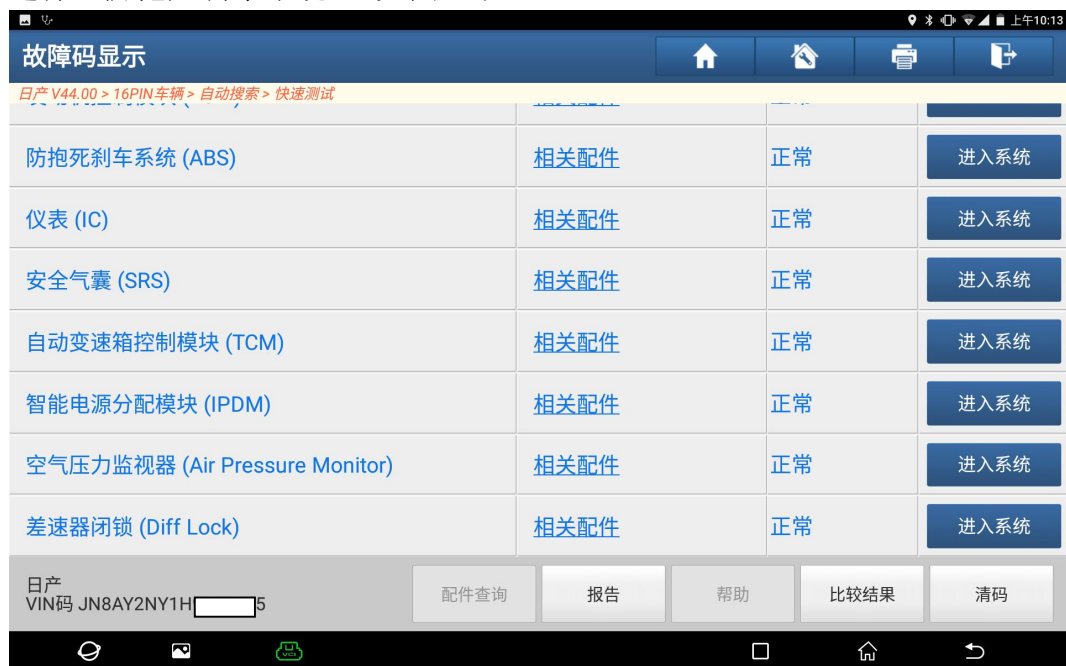 上午10:13
故障码显示
日产 V44.00 > 16PIN车辆 > 自动搜索 > 快速测试
防抱死刹车系统 (ABS) 相关配件 正常 进入系统
仪表 (IC) 相关配件 正常 进入系统
安全气囊 (SRS) 相关配件 正常 进入系统
自动变速箱控制模块 (TCM) 相关配件 正常 进入系统
智能电源分配模块 (IPDM) 相关配件 正常 进入系统
空气压力监视器 (Air Pressure Monitor) 相关配件 正常 进入系统
差速器闭锁 (Diff Lock) 相关配件 正常 进入系统
日产
VIN码 JN8AY2NY1H 5
配件查询 报告 帮助 比较结果 清码
VCI